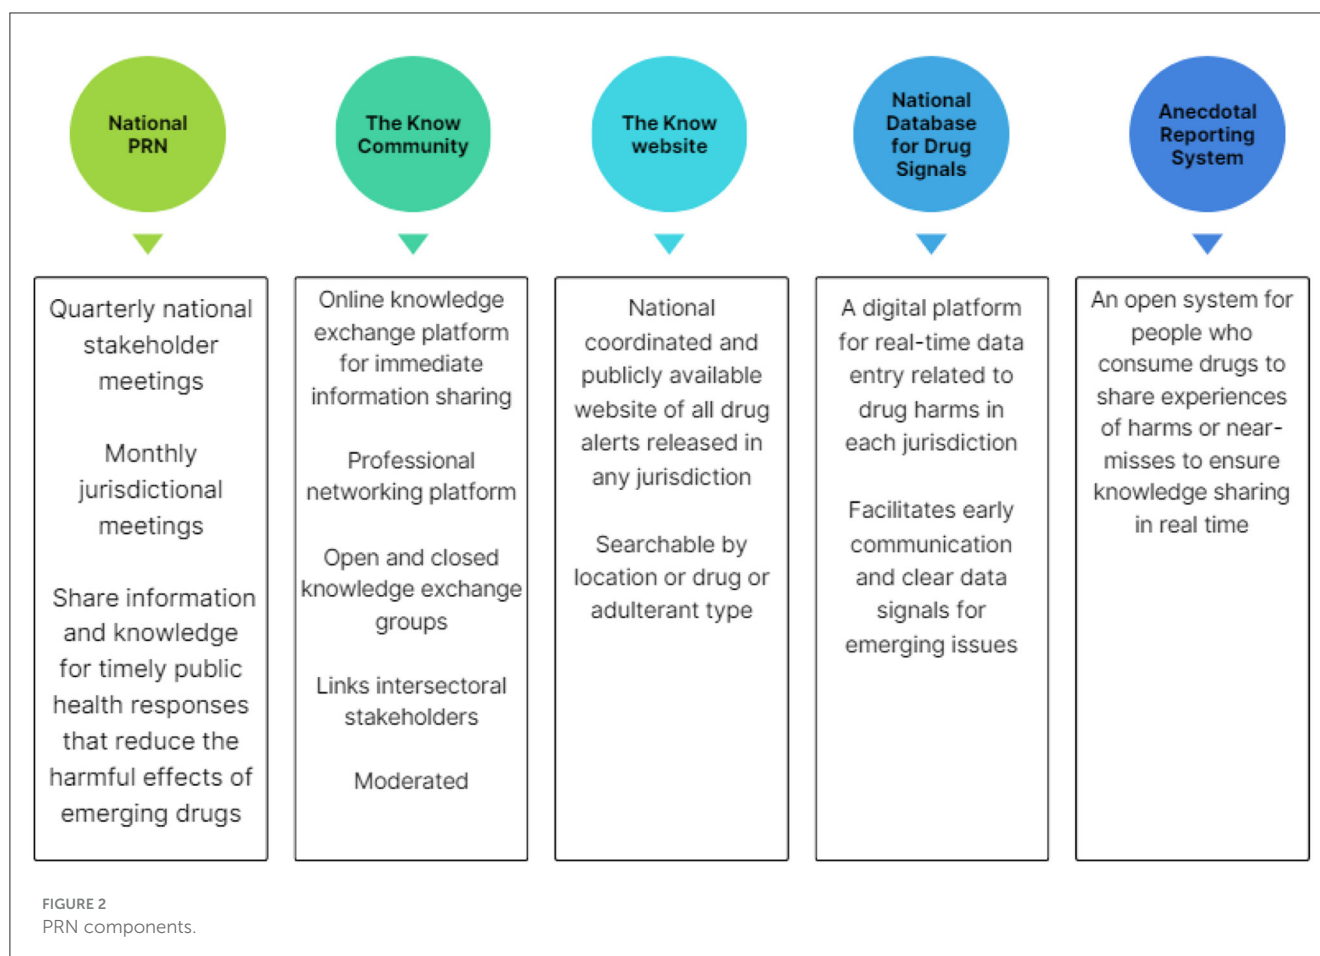 National
PRN
The Know
Community
The Know
website
National
Database
for Drug
Signals
Anecdotal
Reporting
System
Quarterly national
stakeholder
meetings
Monthly
jurisdictional
meetings
Share information
and knowledge
for timely public
health responses
that reduce the
harmful effects of
emerging drugs
Online knowledge
exchange platform
for immediate
information sharing
Professional
networking platform
Open and closed
knowledge exchange
groups
Links intersectoral
stakeholders
Moderated
National
coordinated and
publicly available
website of all drug
alerts released in
any jurisdiction
Searchable by
location or drug or
adulterant type
A digital platform
for real-time data
entry related to
drug harms in
each jurisdiction
Facilitates early
communication
and clear data
signals for
emerging issues
An open system for
people who
consume drugs to
share experiences
of harms or near-
misses to ensure
knowledge sharing
in real time
FIGURE 2
PRN components.